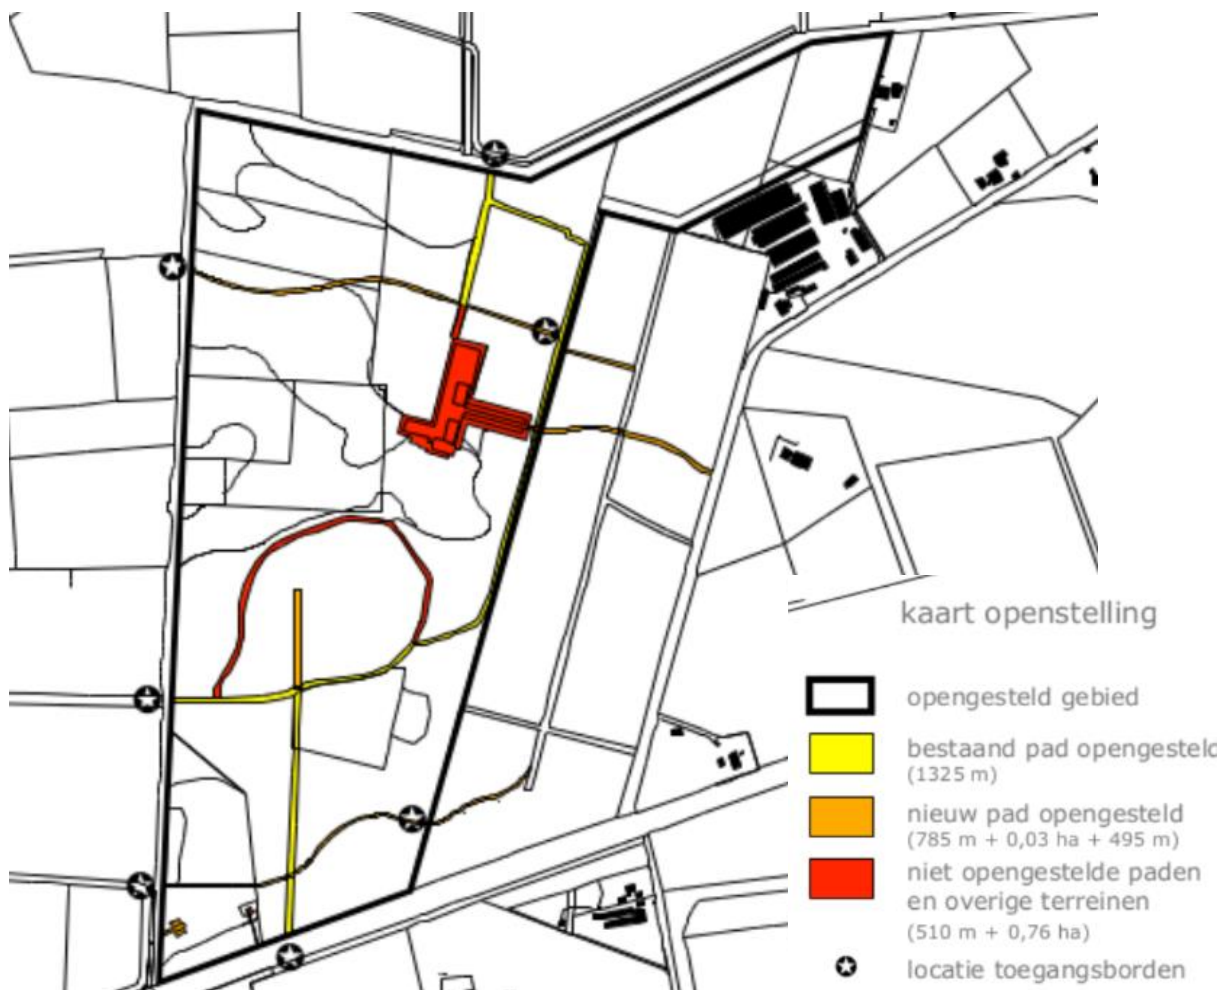 kaart openstelling
opengesteld gebied
bestaand pad opengesteld
(1325 m)
nieuw pad opengesteld
(785 m + 0,03 ha + 495 m)
niet opengestelde paden
en overige terreinen
(510 m + 0,76 ha)
locatie toegangsborden